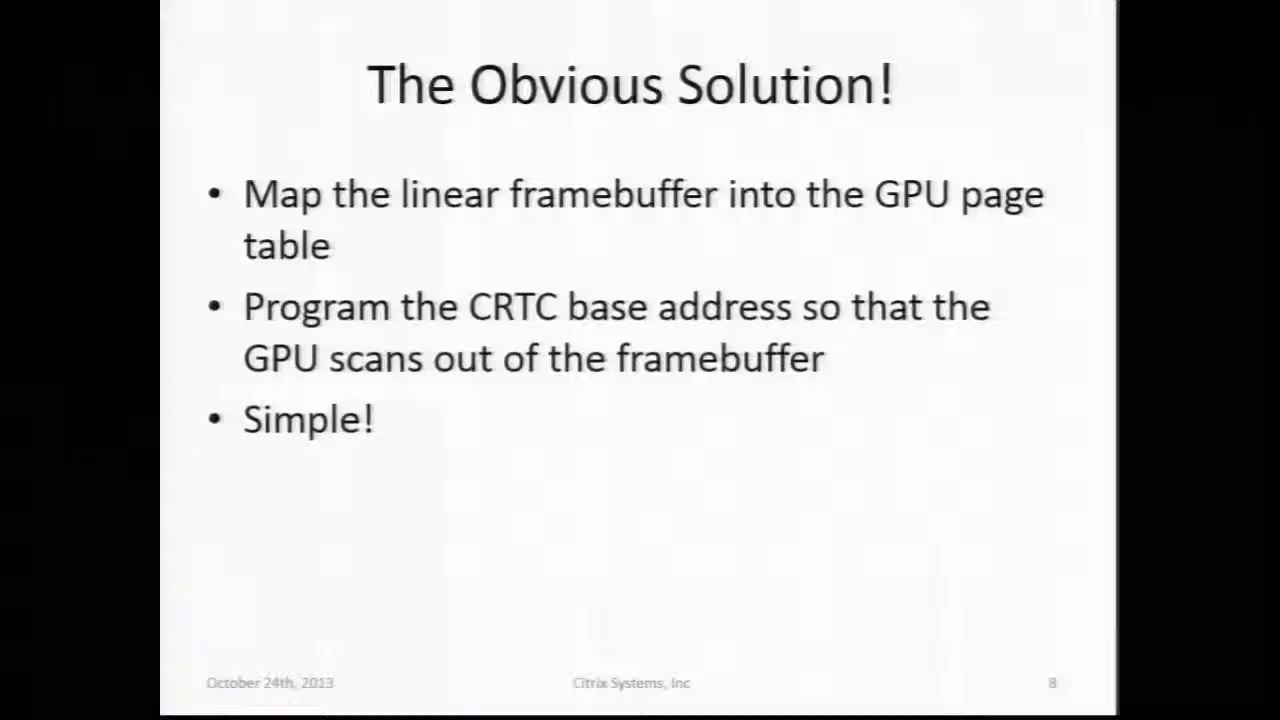 The Obvious Solution!
• Map the linear framebuffer into the GPU page
table
• Program the CRTC base address so that the
GPU scans out of the framebuffer
• Simple!
October 24th, 2013 Citrix Systems, Inc 8